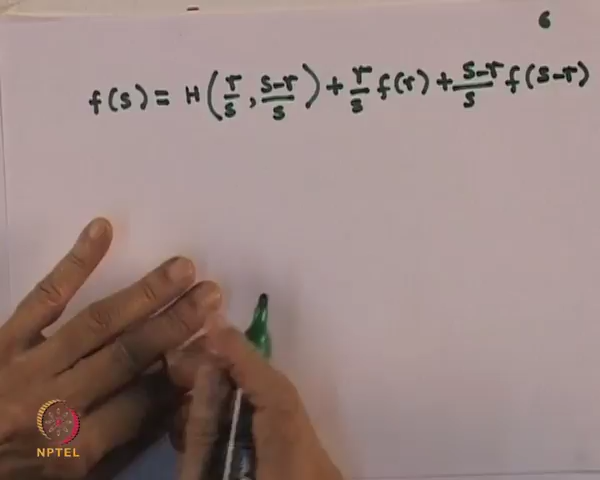 6
f(s) = H(r/s, s-r/s) + r/s f(r) + s-r/s f(s-r)
NPTEL